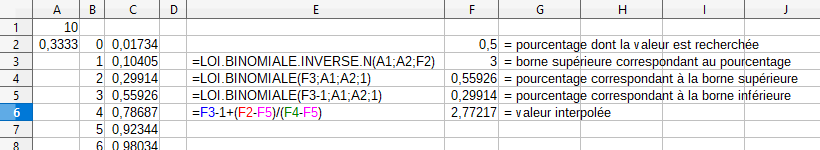 A B C D E F G H I J
1 10
2 0,3333 0 0,01734 0,5 = pourcentage dont la valeur est recherchée
3 1 0,10405 =LOI.BINOMIALE.INVERSE.N(A1;A2;F2) 3 = borne supérieure correspondant au pourcentage
4 2 0,29914 =LOI.BINOMIALE(F3;A1;A2;1) 0,55926 = pourcentage correspondant à la borne supérieure
5 3 0,55926 =LOI.BINOMIALE(F3-1;A1;A2;1) 0,29914 = pourcentage correspondant à la borne inférieure
6 4 0,78687 =F3-1+(F2-F5)/(F4-F5) 2,77217 = valeur interpolée
7 5 0,92344
8 6 0,98034